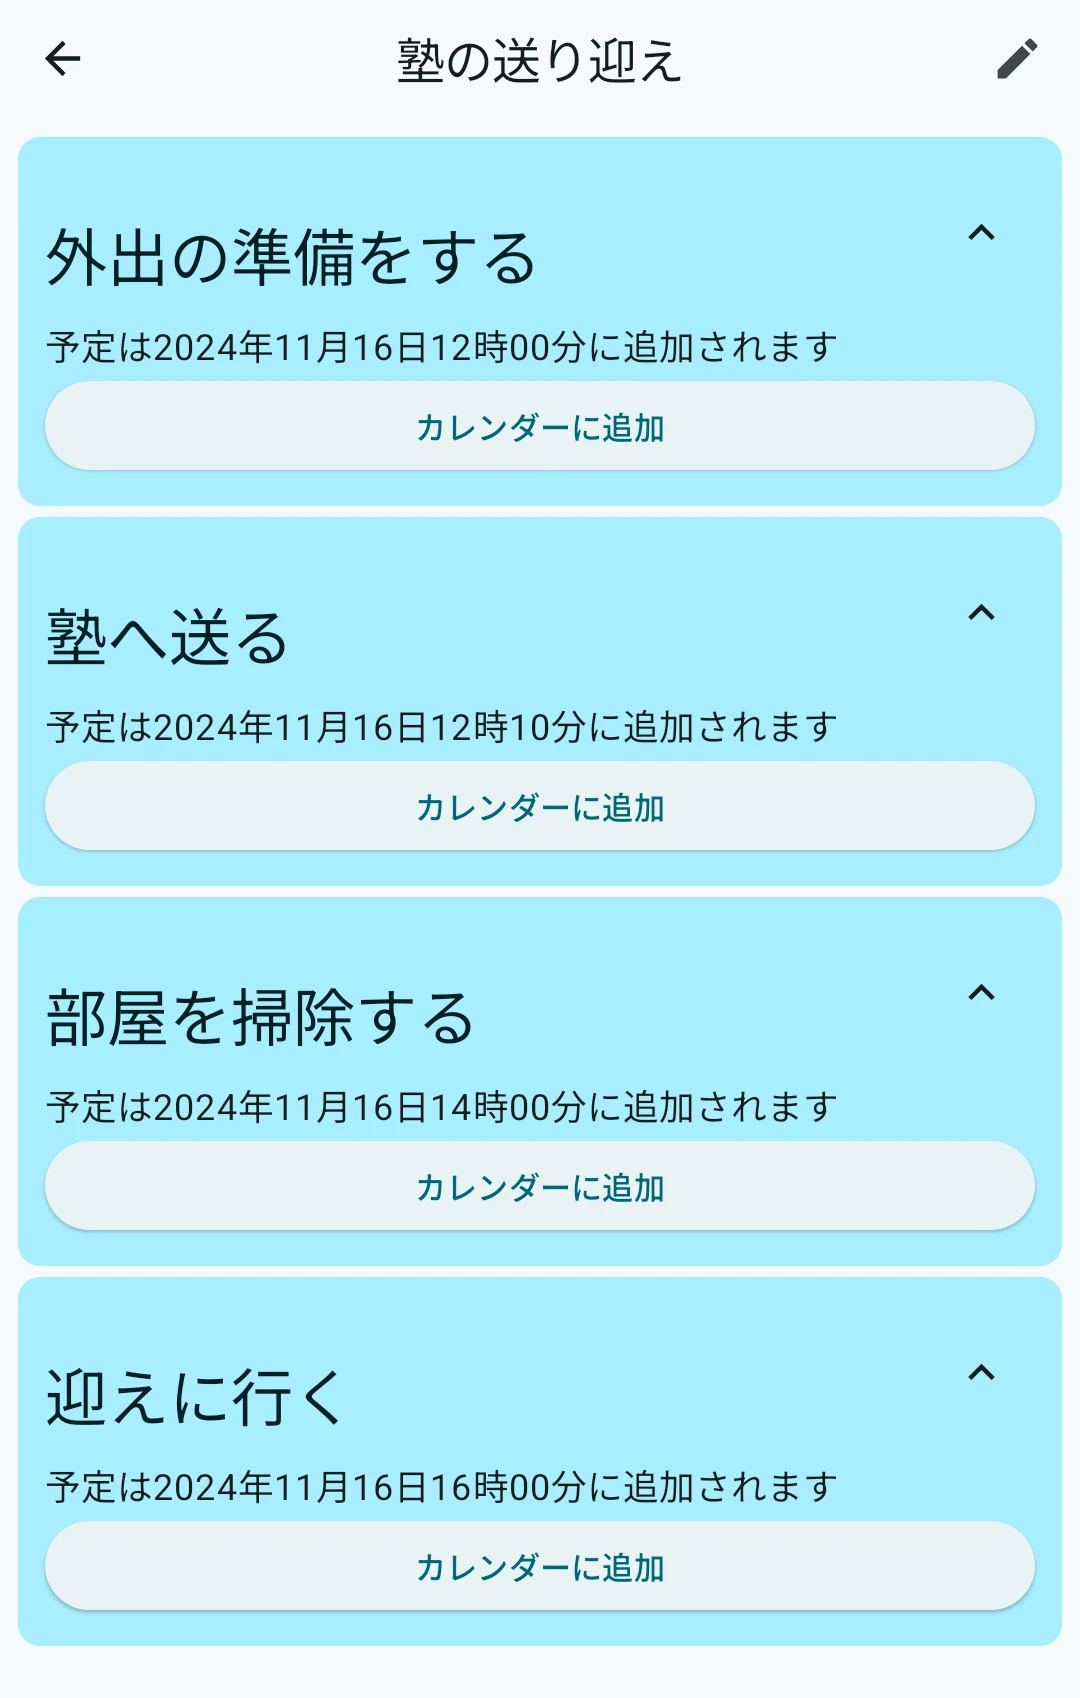 塾の送り迎え
外出の準備をする
予定は2024年11月16日12時00分に追加されます
カレンダーに追加
塾へ送る
予定は2024年11月16日12時10分に追加されます
カレンダーに追加
部屋を掃除する
予定は2024年11月16日14時00分に追加されます
カレンダーに追加
迎えに行く
予定は2024年11月16日16時00分に追加されます
カレンダーに追加